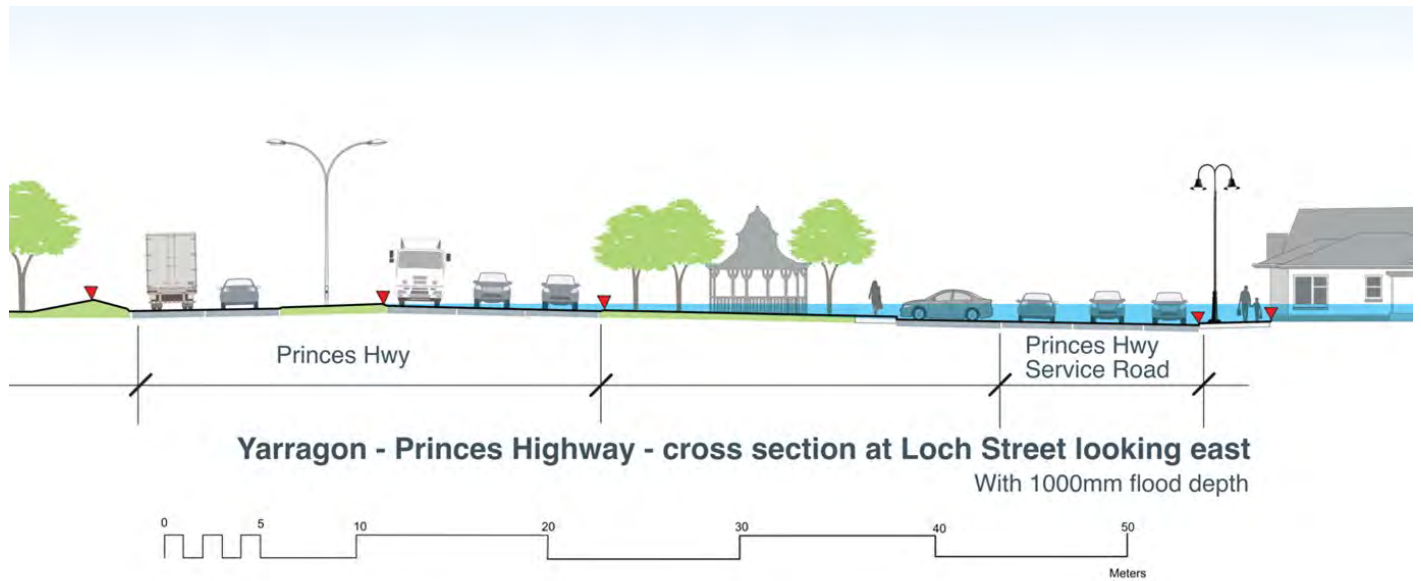 Princes Hwy
Princes Hwy
Service Road
Yarragon - Princes Highway - cross section at Loch Street looking east
With 1000mm flood depth
0 5 10 20 30 40 50
Meters